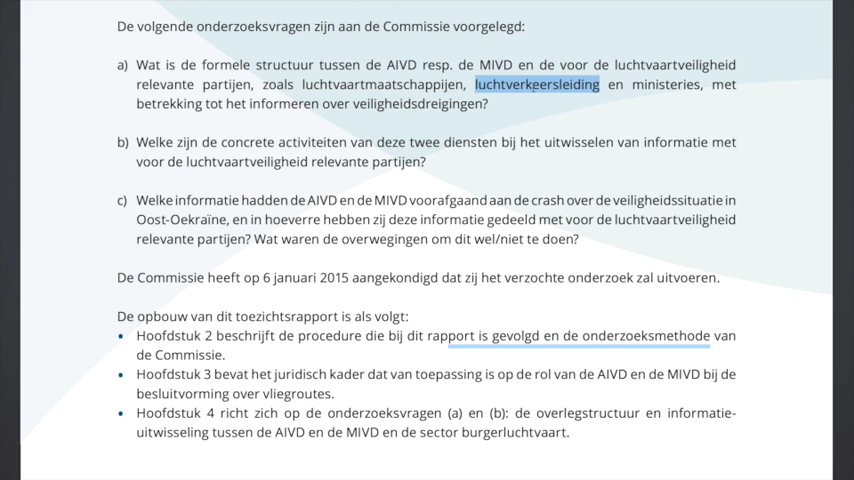 De volgende onderzoeksvragen zijn aan de Commissie voorgelegd:
a) Wat is de formele structuur tussen de AIVD resp. de MIVD en de voor de luchtvaartveiligheid
relevante partijen, zoals luchtvaartmaatschappijen, luchtverkeersleiding en ministeries, met
betrekking tot het informeren over veiligheidsdreigingen?
b) Welke zijn de concrete activiteiten van deze twee diensten bij het uitwisselen van informatie met
voor de luchtvaartveiligheid relevante partijen?
c) Welke informatie hadden de AIVD en de MIVD voorafgaand aan de crash over de veiligheidssituatie in
Oost-Oekraïne, en in hoeverre hebben zij deze informatie gedeeld met voor de luchtvaartveiligheid
relevante partijen? Wat waren de overwegingen om dit wel/niet te doen?
De Commissie heeft op 6 januari 2015 aangekondigd dat zij het verzochte onderzoek zal uitvoeren.
De opbouw van dit toezichtsrapport is als volgt:
• Hoofdstuk 2 beschrijft de procedure die bij dit rapport is gevolgd en de onderzoeksmethode van
de Commissie.
• Hoofdstuk 3 bevat het juridisch kader dat van toepassing is op de rol van de AIVD en de MIVD bij de
besluitvorming over vliegroutes.
• Hoofdstuk 4 richt zich op de onderzoeksvragen (a) en (b): de overlegstructuur en informatie-
uitwisseling tussen de AIVD en de MIVD en de sector burgerluchtvaart.